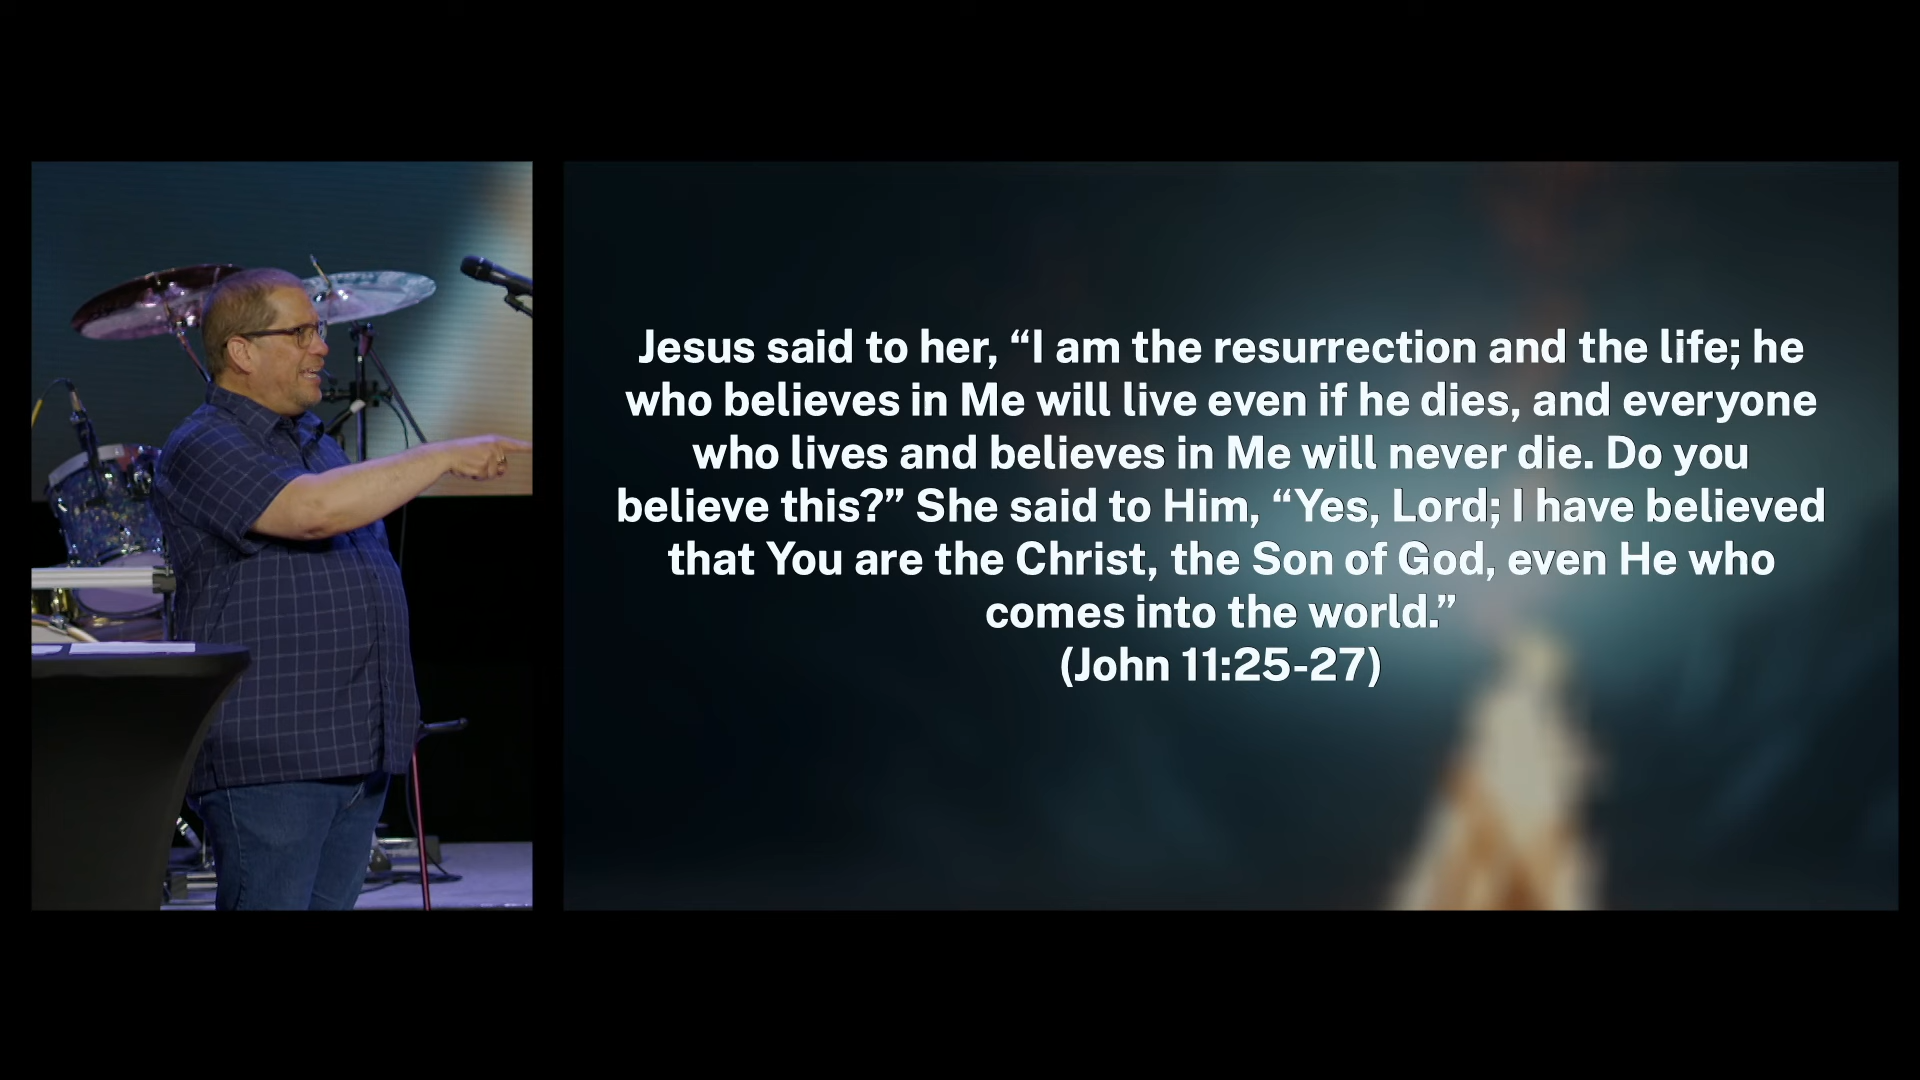 Jesus said to her, “I am the resurrection and the life; he
who believes in Me will live even if he dies, and everyone
who lives and believes in Me will never die. Do you
believe this?” She said to Him, “Yes, Lord; I have believed
that You are the Christ, the Son of God, even He who
comes into the world.”
(John 11:25-27)